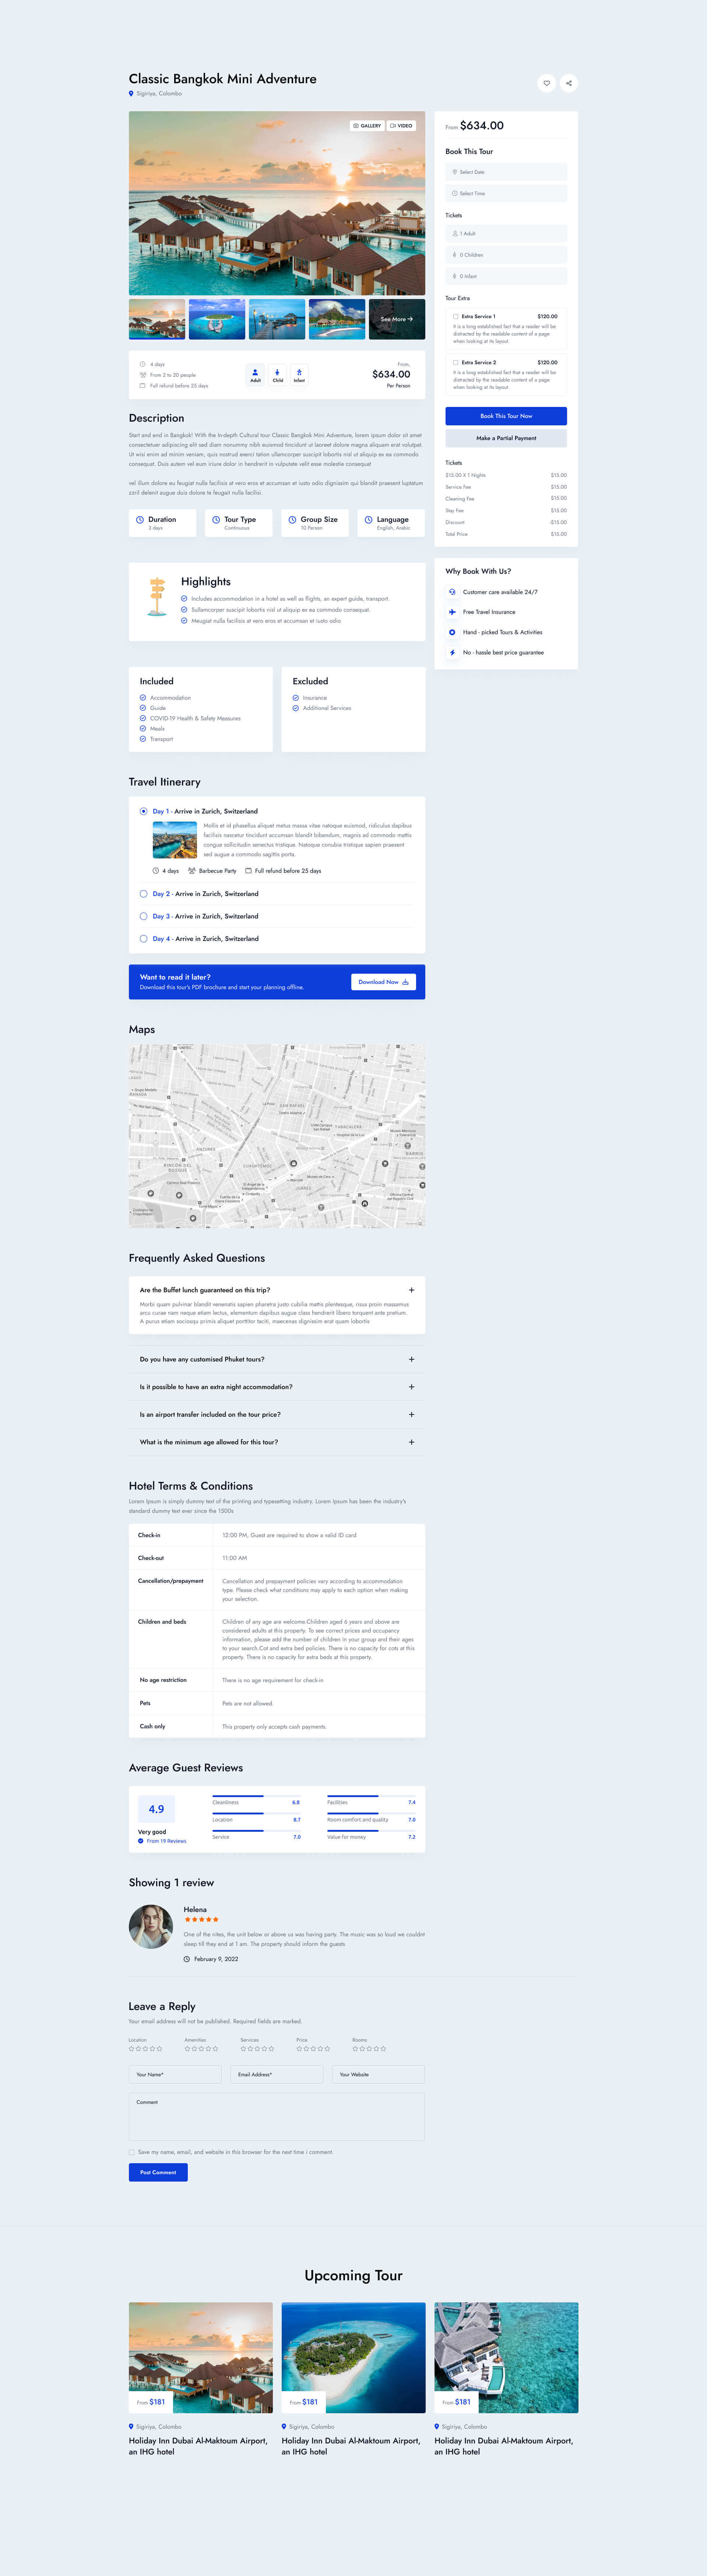 Classic Bangkok Mini Adventure
Sigiriya, Colombo
GALLERY
VIDEO
See More
4 days
From 2 to 20 people
Full refund before 25 days
Adult
Child
Infant
From,
$634.00
Per Person
Description
Start and end in Bangkok! With the In-depth Cultural tour Classic Bangkok Mini Adventure, lorem ipsum dolor sit amet
consectetuer adipiscing elit sed diam nonummy nibh euismod tincidunt ut laoreet dolore magna aliquam erat volutpat.
Ut wisi enim ad minim veniam, quis nostrud exerci tation ullamcorper suscipit lobortis nisl ut aliquip ex ea commodo
consequat. Duis autem vel eum iriure dolor in hendrerit in vulputate velit esse molestie consequat
vel illum dolore eu feugiat nulla facilisis at vero eros et accumsan et iusto odio dignissim qui blandit praesent luptatum
zzril delenit augue duis dolore te feugait nulla facilisi.
Duration
3 days
Tour Type
Continuous
Group Size
10 Person
Language
English, Arabic
Highlights
Includes accommodation in a hotel as well as flights, an expert guide, transport.
Sullamcorper suscipit lobortis nisl ut aliquip ex ea commodo consequat.
Meugiat nulla facilisis at vero eros et accumsan et iusto odio
Included
Accommodation
Guide
COVID-19 Health & Safety Measures
Meals
Transport
Excluded
Insurance
Additional Services
Travel Itinerary
Day 1 - Arrive in Zurich, Switzerland
Mollis et id phasellus aliquet metus massa vitae natoque euismod, ridiculus dapibus
facilisis nascetur tincidunt accumsan blandit bibendum, magnis ad commodo mattis
congue sollicitudin senectus tristique. Natoque conubia tristique sapien praesent
sed augue a commodo sagittis porta.
4 days
Barbecue Party
Full refund before 25 days
Day 2 - Arrive in Zurich, Switzerland
Day 3 - Arrive in Zurich, Switzerland
Day 4 - Arrive in Zurich, Switzerland
Want to read it later?
Download this tour's PDF brochure and start your planning offline.
Download Now
Maps
SAN RAFAEL
TABACALERA
ANZURES
CUAUHTÉMOC
JUÁREZ
Frequently Asked Questions
Are the Buffet lunch guaranteed on this trip?
Morbi quam pulvinar blandit venenatis sapien pharetra justo cubilia mattis plentesque, risus proin massamus
arcu curae nam neque etiam lectus, elementum dapibus augue class hendrerit libero torquent ante pretium.
A purus etiam sociosqu primis aliquet porttitor taciti, maecenas dignissim erat quam lobortis
Do you have any customised Phuket tours?
Is it possible to have an extra night accommodation?
Is an airport transfer included on the tour price?
What is the minimum age allowed for this tour?
Hotel Terms & Conditions
Lorem Ipsum is simply dummy text of the printing and typesetting industry. Lorem Ipsum has been the industry's
standard dummy text ever since the 1500s
Check-in
12:00 PM, Guest are required to show a valid ID card
Check-out
11:00 AM
Cancellation/prepayment
Cancellation and prepayment policies vary according to accommodation
type. Please check what conditions may apply to each option when making
your selection.
Children and beds
Children of any age are welcome.Children aged 6 years and above are
considered adults at this property. To see correct prices and occupancy
information, please add the number of children in your group and their ages
to your search.Cot and extra bed policies. There is no capacity for cots at this
property. There is no capacity for extra beds at this property.
No age restriction
There is no age requirement for check-in
Pets
Pets are not allowed.
Cash only
This property only accepts cash payments.
Average Guest Reviews
4.9
Very good
From 19 Reviews
Cleanliness
6.8
Location
8.7
Service
7.0
Facilities
7.4
Room comfort and quality
7.0
Value for money
7.2
Showing 1 review
Helena
One of the nites, the unit below or above us was having party. The music was so loud we couldnt
sleep till they end at 1 am. The property should inform the guests
February 9, 2022
Leave a Reply
Your email address will not be published. Required fields are marked.
Location
Amenities
Services
Price
Rooms
Your Name*
Email Address*
Your Website
Comment
Save my name, email, and website in this browser for the next time i comment.
Post Comment
From $634.00
Book This Tour
Select Date
Select Time
Tickets
1 Adult
0 Children
0 Infant
Tour Extra
Extra Service 1
$120.00
It is a long established fact that a reader will be
distracted by the readable content of a page
when looking at its layout.
Extra Service 2
$120.00
It is a long established fact that a reader will be
distracted by the readable content of a page
when looking at its layout.
Book This Tour Now
Make a Partial Payment
Tickets
$15.00 X 1 Nights
$15.00
Service Fee
$15.00
Cleaning Fee
$15.00
Stay Fee
$15.00
Discount
-$15.00
Total Price
$15.00
Why Book With Us?
Customer care available 24/7
Free Travel Insurance
Hand - picked Tours & Activities
No - hassle best price guarantee
Upcoming Tour
From $181
Sigiriya, Colombo
Holiday Inn Dubai Al-Maktoum Airport,
an IHG hotel
From $181
Sigiriya, Colombo
Holiday Inn Dubai Al-Maktoum Airport,
an IHG hotel
From $181
Sigiriya, Colombo
Holiday Inn Dubai Al-Maktoum Airport,
an IHG hotel